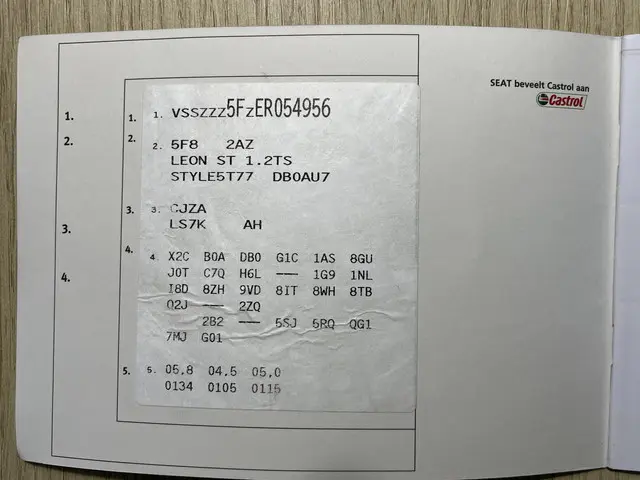 SEAT beveelt Castrol aan
Castrol
1. 1. 1. VSSZZZ5FZER054956
2. 2. 2. 5F8 2AZ
LEON ST 1.2TS
STYLE5T77 DB0AU7
3. 3. 3. CJZA
LS7K AH
4. 4. 4. X2C B0A DB0 G1C 1AS 8GU
J0T C7Q H6L --- 1G9 1NL
I8D 8ZH 9VD 8IT 8WH 8TB
Q2J --- 2ZQ
2B2 --- 5SJ 5RQ QG1
7MJ G01
5. 5. 05,8 04,5 05,0
0134 0105 0115